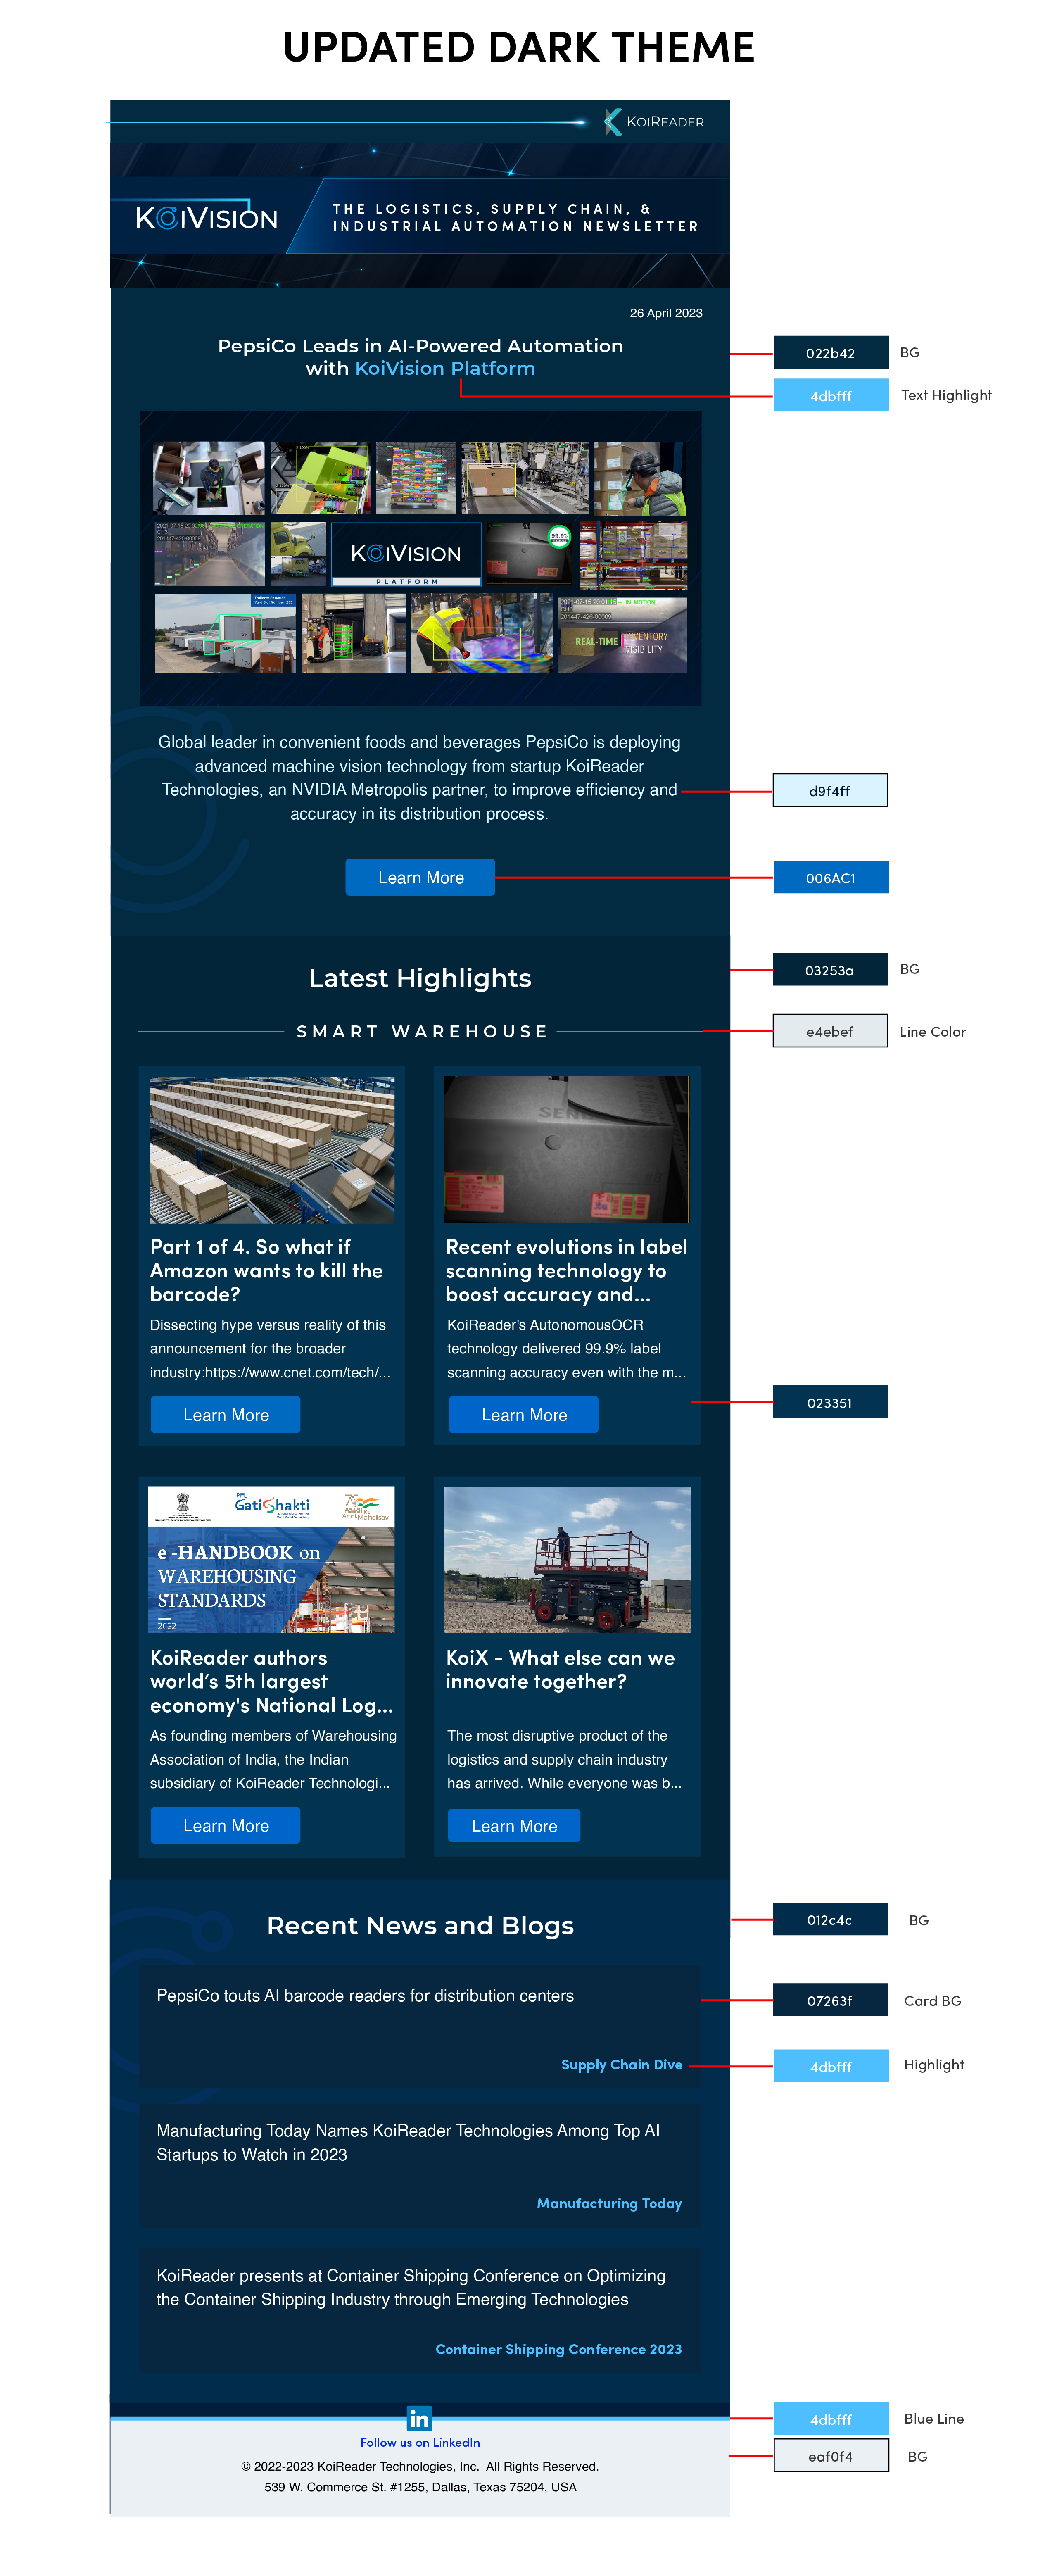 UPDATED DARK THEME
KOIREADER
KOIVISION
THE LOGISTICS, SUPPLY CHAIN, &
INDUSTRIAL AUTOMATION NEWSLETTER
26 April 2023
PepsiCo Leads in AI-Powered Automation
with KoiVision Platform
022b42
BG
4dbfff
Text Highlight
99.9%
KOIVISION
PLATFORM
IN MOTION
REAL-TIME INVENTORY
VISIBILITY
Global leader in convenient foods and beverages PepsiCo is deploying
advanced machine vision technology from startup KoiReader
Technologies, an NVIDIA Metropolis partner, to improve efficiency and
accuracy in its distribution process.
d9f4ff
Learn More
006AC1
Latest Highlights
03253a
BG
SMART WAREHOUSE
e4ebef
Line Color
Part 1 of 4. So what if
Amazon wants to kill the
barcode?
Dissecting hype versus reality of this
announcement for the broader
industry:https://www.cnet.com/tech/...
Learn More
Recent evolutions in label
scanning technology to
boost accuracy and...
KoiReader's AutonomousOCR
technology delivered 99.9% label
scanning accuracy even with the m...
Learn More
023351
GatiShakti
e -HANDBOOK on
WAREHOUSING
STANDARDS
2022
KoiReader authors
world’s 5th largest
economy's National Log...
As founding members of Warehousing
Association of India, the Indian
subsidiary of KoiReader Technologi...
Learn More
KoiX - What else can we
innovate together?
The most disruptive product of the
logistics and supply chain industry
has arrived. While everyone was b...
Learn More
Recent News and Blogs
012c4c
BG
PepsiCo touts AI barcode readers for distribution centers
07263f
Card BG
Supply Chain Dive
4dbfff
Highlight
Manufacturing Today Names KoiReader Technologies Among Top AI
Startups to Watch in 2023
Manufacturing Today
KoiReader presents at Container Shipping Conference on Optimizing
the Container Shipping Industry through Emerging Technologies
Container Shipping Conference 2023
in
4dbfff
Blue Line
Follow us on LinkedIn
eaf0f4
BG
© 2022-2023 KoiReader Technologies, Inc. All Rights Reserved.
539 W. Commerce St. #1255, Dallas, Texas 75204, USA